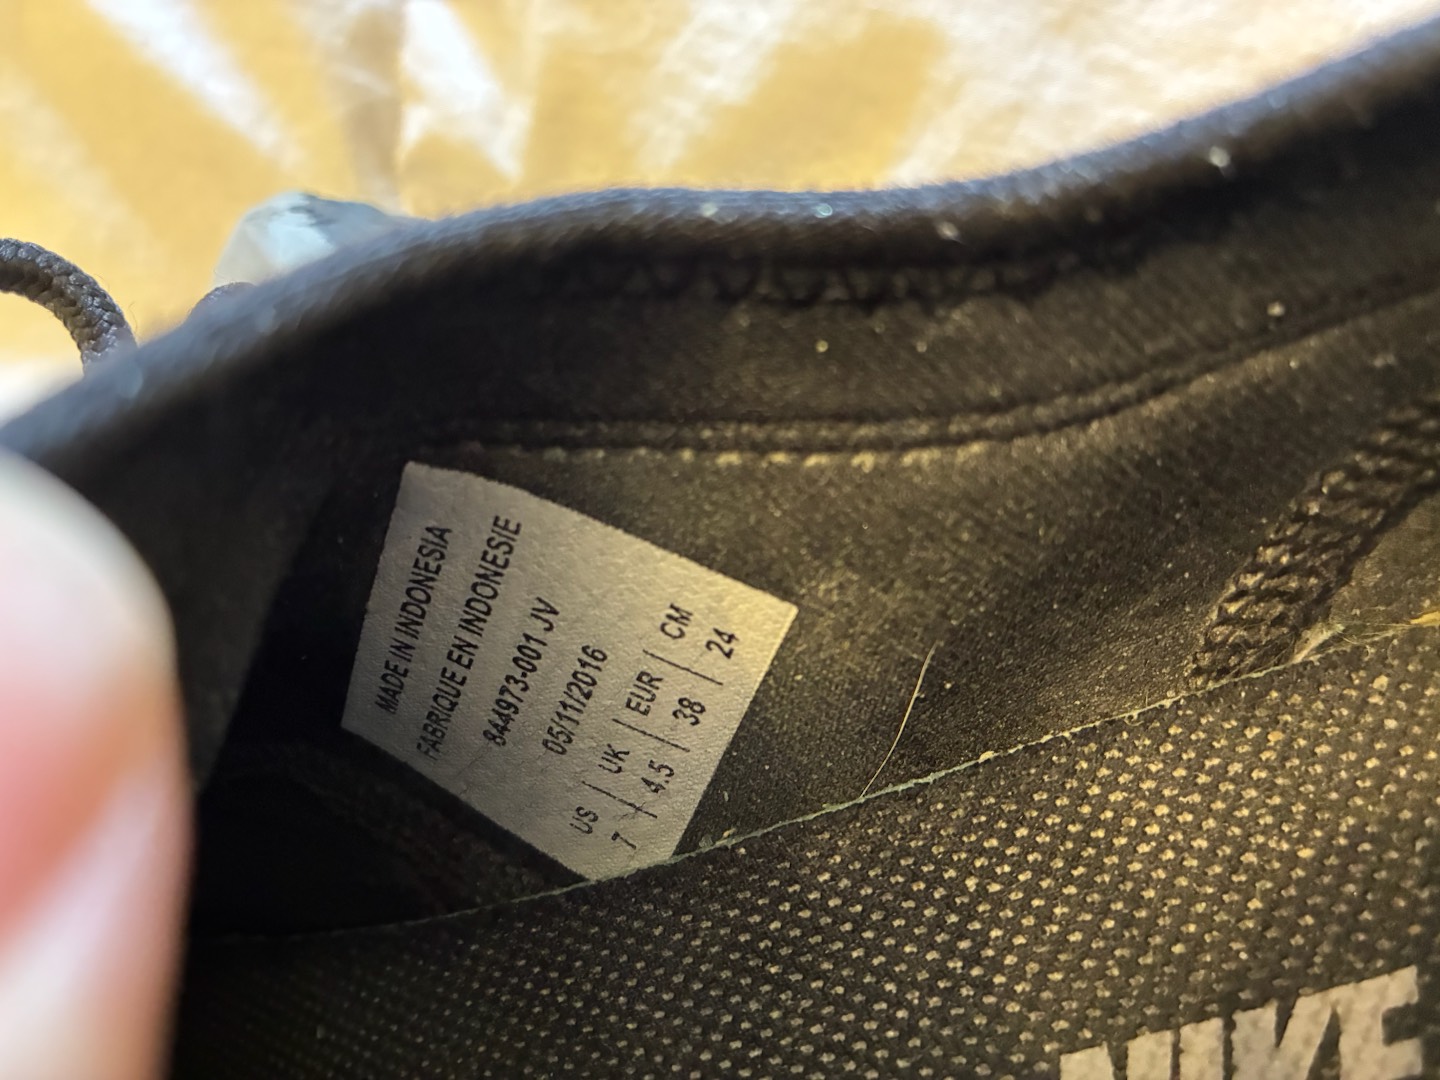 MADE IN INDONESIA
FABRIQUE EN INDONESIE
844973-001 JV
05/11/2016
US | UK | EUR | CM
7 | 4.5 | 38 | 24
NIKE